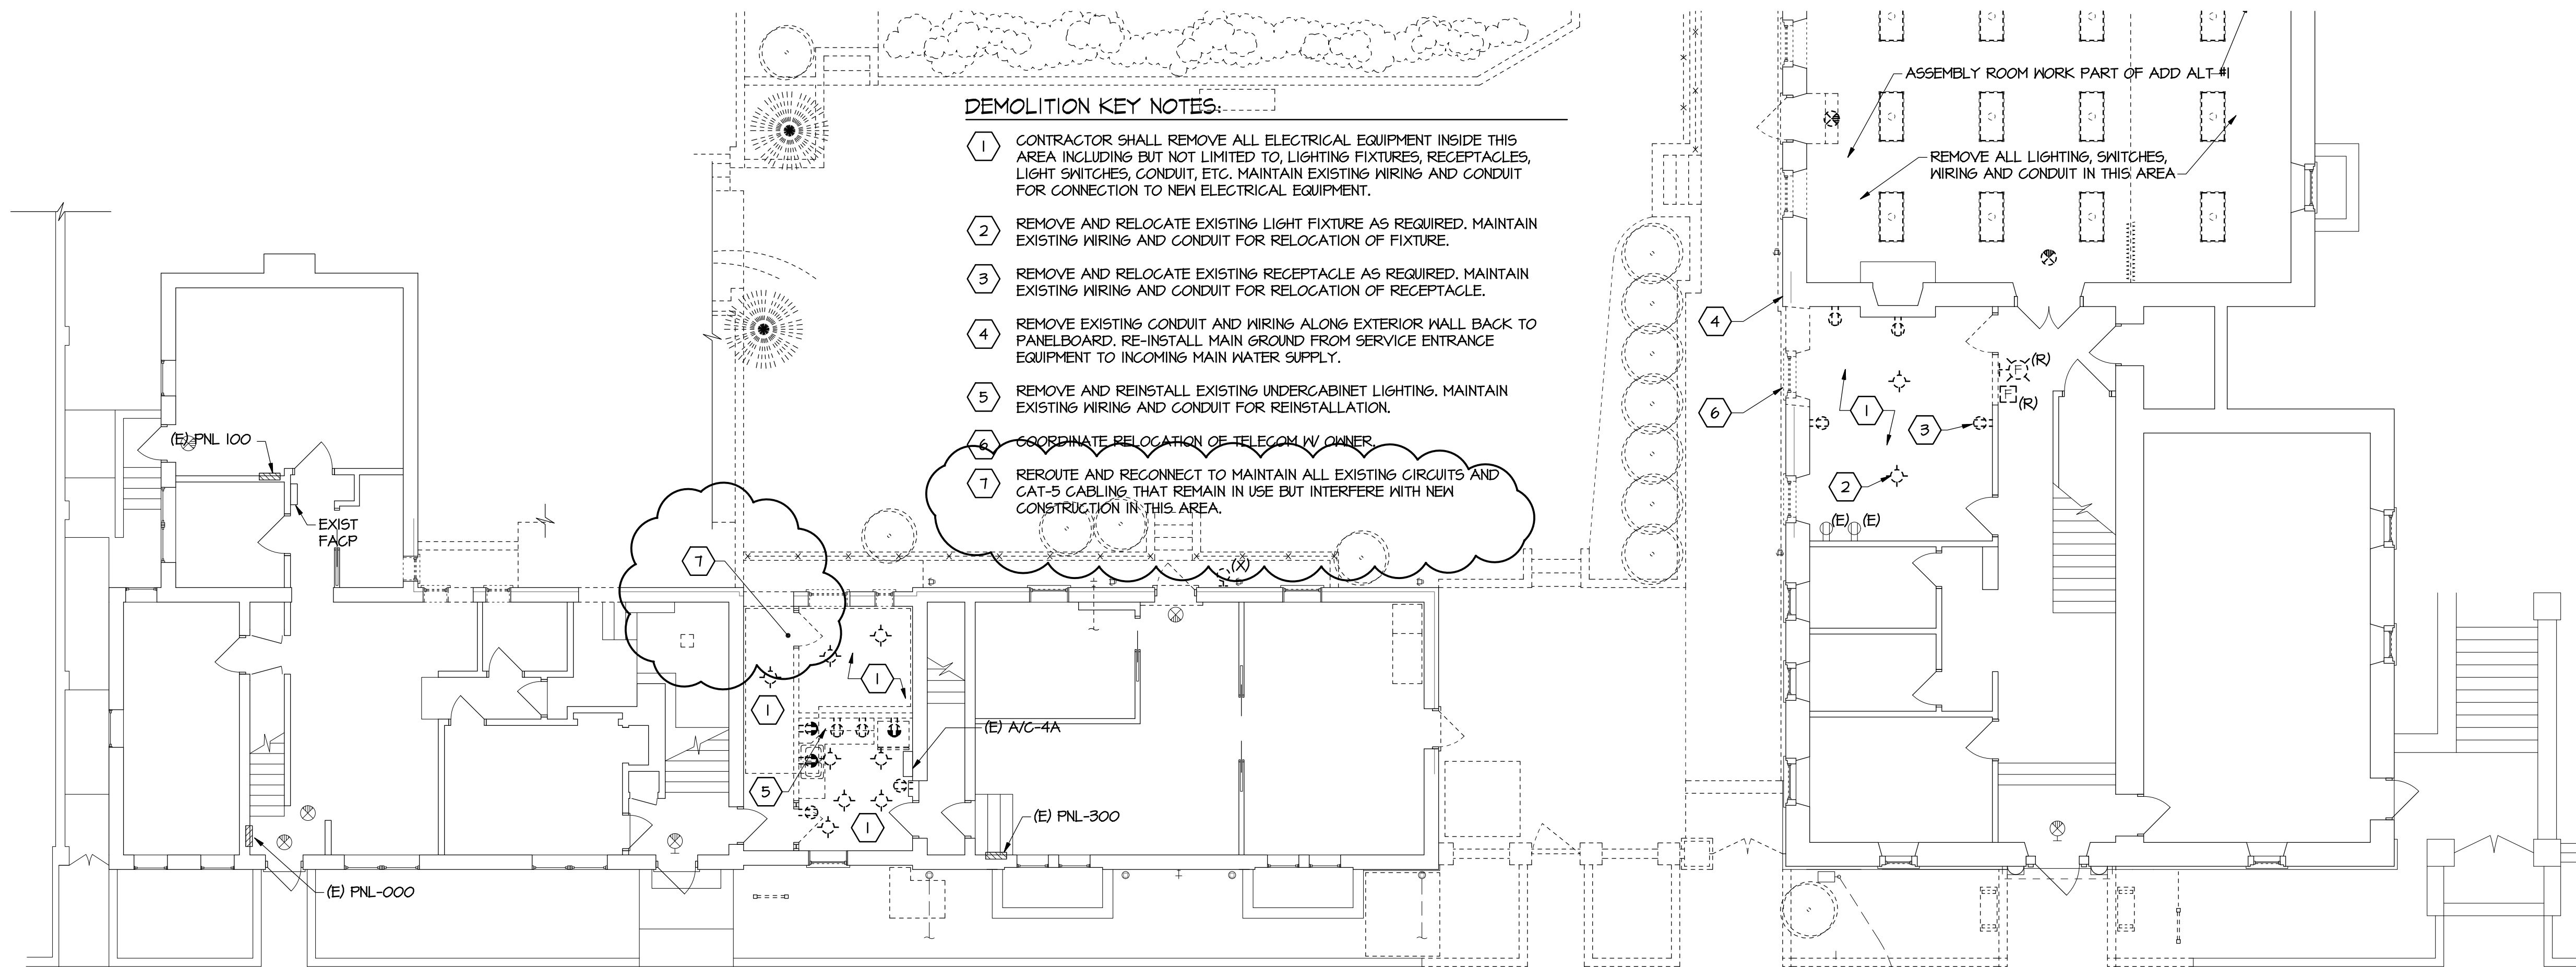 DEMOLITION KEY NOTES:
1 CONTRACTOR SHALL REMOVE ALL ELECTRICAL EQUIPMENT INSIDE THIS
AREA INCLUDING BUT NOT LIMITED TO, LIGHTING FIXTURES, RECEPTACLES,
LIGHT SWITCHES, CONDUIT, ETC. MAINTAIN EXISTING WIRING AND CONDUIT
FOR CONNECTION TO NEW ELECTRICAL EQUIPMENT.
2 REMOVE AND RELOCATE EXISTING LIGHT FIXTURE AS REQUIRED. MAINTAIN
EXISTING WIRING AND CONDUIT FOR RELOCATION OF FIXTURE.
3 REMOVE AND RELOCATE EXISTING RECEPTACLE AS REQUIRED. MAINTAIN
EXISTING WIRING AND CONDUIT FOR RELOCATION OF RECEPTACLE.
4 REMOVE EXISTING CONDUIT AND WIRING ALONG EXTERIOR WALL BACK TO
PANELBOARD. RE-INSTALL MAIN GROUND FROM SERVICE ENTRANCE
EQUIPMENT TO INCOMING MAIN WATER SUPPLY.
5 REMOVE AND REINSTALL EXISTING UNDERCABINET LIGHTING. MAINTAIN
EXISTING WIRING AND CONDUIT FOR REINSTALLATION.
6 COORDINATE RELOCATION OF TELECOM W/ OWNER.
7 REROUTE AND RECONNECT TO MAINTAIN ALL EXISTING CIRCUITS AND
CAT-5 CABLING THAT REMAIN IN USE BUT INTERFERE WITH NEW
CONSTRUCTION IN THIS AREA.
(E) PNL 100
EXIST
FACP
(E) PNL-000
7
1
1
5
1
(E) A/C-4A
(E) PNL-300
(X)
ASSEMBLY ROOM WORK PART OF ADD ALT #1
REMOVE ALL LIGHTING, SWITCHES,
WIRING AND CONDUIT IN THIS AREA
4
6
1
3
2
F (R)
F
(R)
(E) (E)